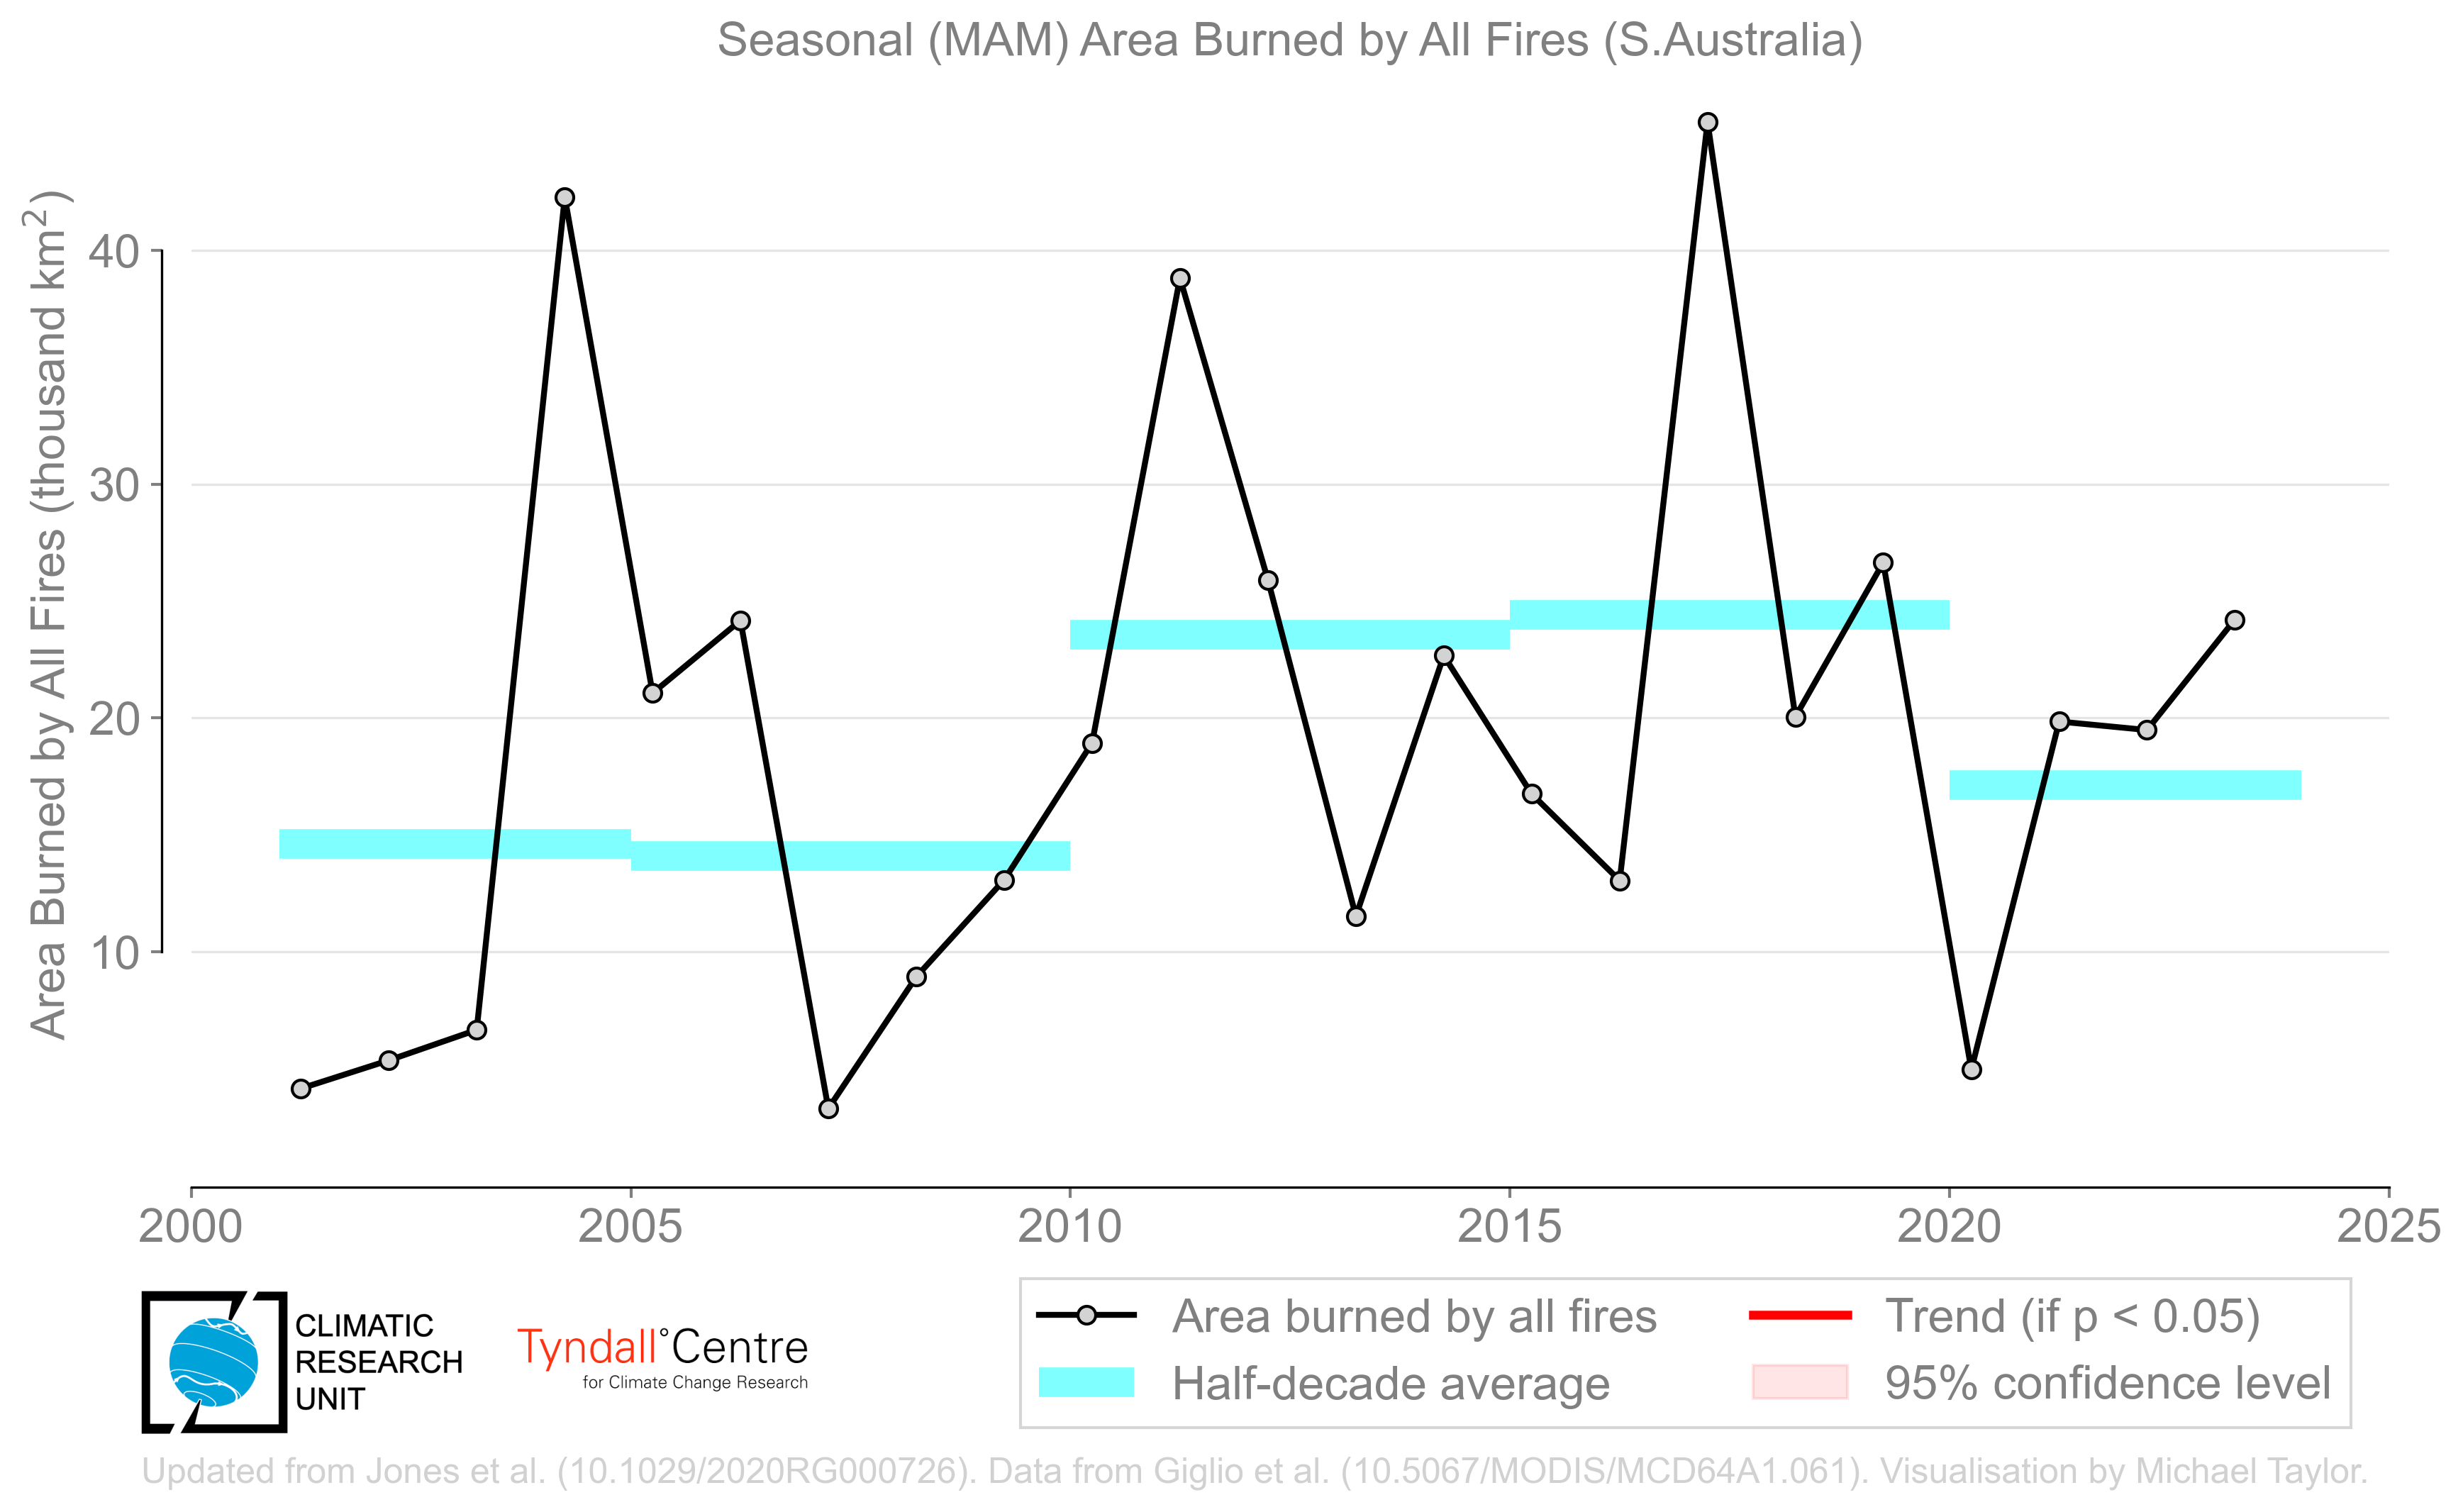 Seasonal (MAM) Area Burned by All Fires (S.Australia)
Area Burned by All Fires (thousand km²)
40
30
20
10
2000 2005 2010 2015 2020 2025
CLIMATIC
RESEARCH
UNIT
Tyndall°Centre
for Climate Change Research
Area burned by all fires
Half-decade average
Trend (if p < 0.05)
95% confidence level
Updated from Jones et al. (10.1029/2020RG000726). Data from Giglio et al. (10.5067/MODIS/MCD64A1.061). Visualisation by Michael Taylor.